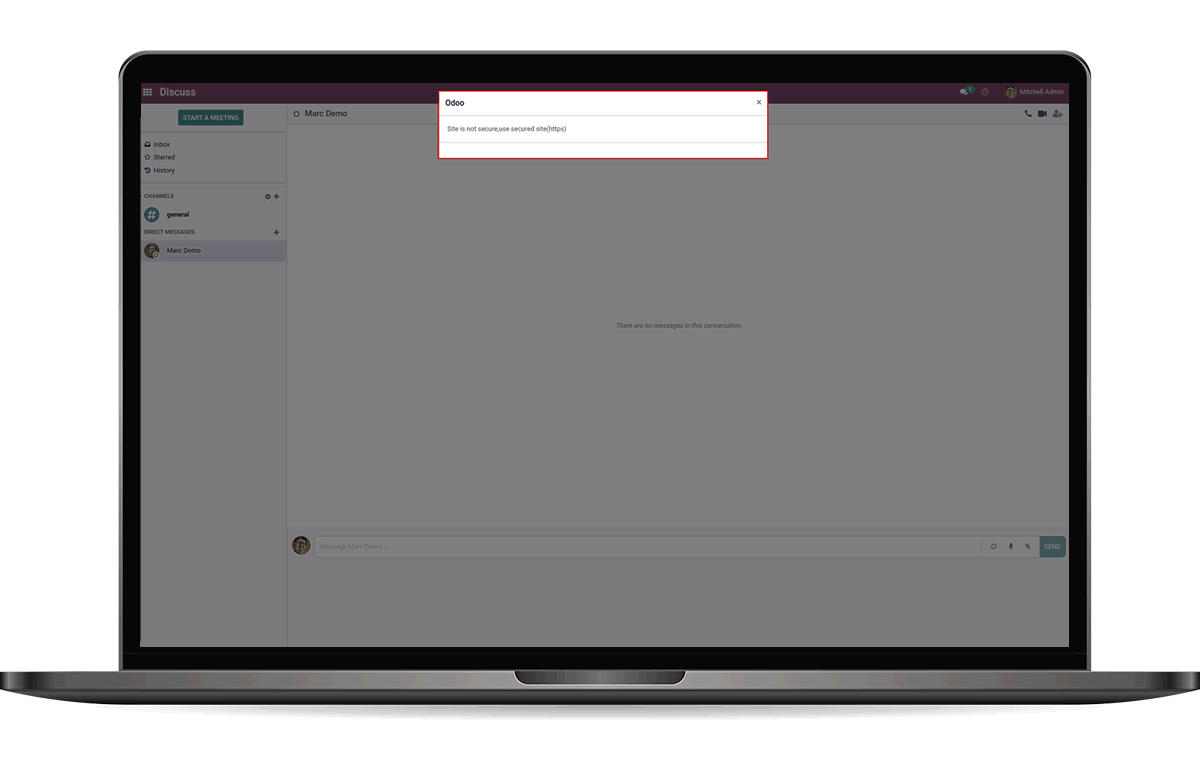 Discuss
6
Mitchell Admin
Odoo
×
Site is not secure,use secured site(https)
START A MEETING
Marc Demo
Inbox
Starred
History
CHANNELS
general
DIRECT MESSAGES
Marc Demo
There are no messages in this conversation.
Message Marc Demo...
SEND